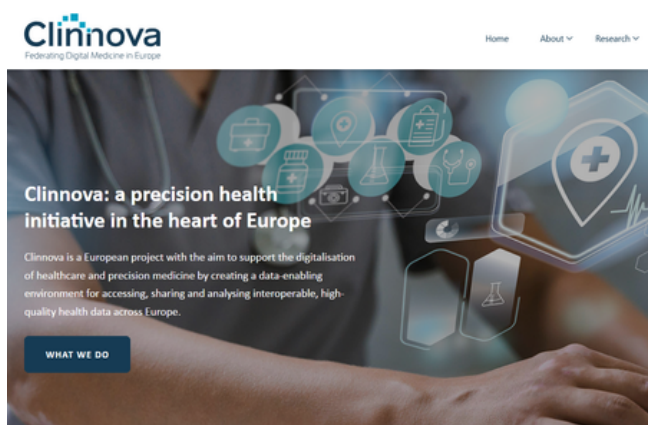 Clinnova
Federating Digital Medicine in Europe
Home About Research
Clinnova: a precision health
initiative in the heart of Europe
Clinnova is a European project with the aim to support the digitalisation
of healthcare and precision medicine by creating a data-enabling
environment for accessing, sharing and analysing interoperable, high-
quality health data across Europe.
WHAT WE DO